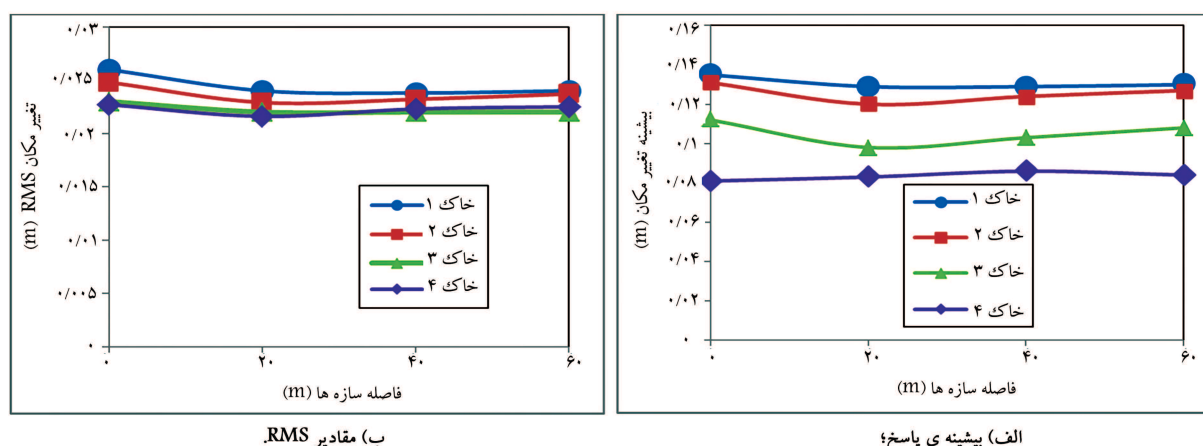 ۰/۰۳
۰/۰۲۵
۰/۰۲
۰/۰۱۵
۰/۰۱
۰/۰۰۵
۰
تغییر مکان RMS (m)
خاک ۱
خاک ۲
خاک ۳
خاک ۴
۰ ۲۰ ۴۰ ۶۰
فاصله سازه ها (m)
ب) مقادیر RMS.
۰/۱۶
۰/۱۴
۰/۱۲
۰/۱
۰/۰۸
۰/۰۶
۰/۰۴
۰/۰۲
۰
بیشینه تغییر مکان (m)
خاک ۱
خاک ۲
خاک ۳
خاک ۴
۰ ۲۰ ۴۰ ۶۰
فاصله سازه ها (m)
الف) بیشینه ی پاسخ؛